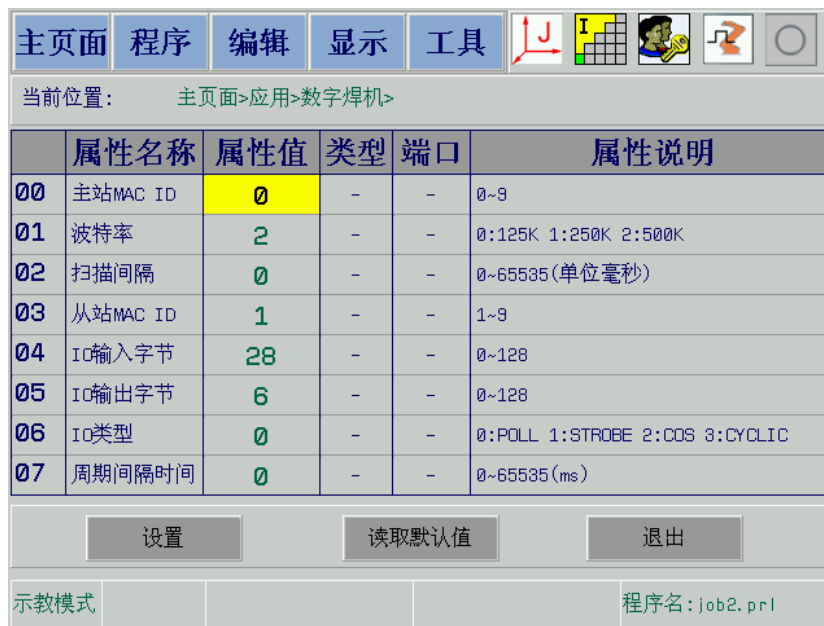 主页面 程序 编辑 显示 工具 J I
当前位置: 主页面>应用>数字焊机>
属性名称 属性值 类型 端口 属性说明
00 主站MAC ID 0 - - 0~9
01 波特率 2 - - 0:125K 1:250K 2:500K
02 扫描间隔 0 - - 0~65535(单位毫秒)
03 从站MAC ID 1 - - 1~9
04 IO输入字节 28 - - 0~128
05 IO输出字节 6 - - 0~128
06 IO类型 0 - - 0:POLL 1:STROBE 2:COS 3:CYCLIC
07 周期间隔时间 0 - - 0~65535(ms)
设置 读取默认值 退出
示教模式 程序名:job2.prl